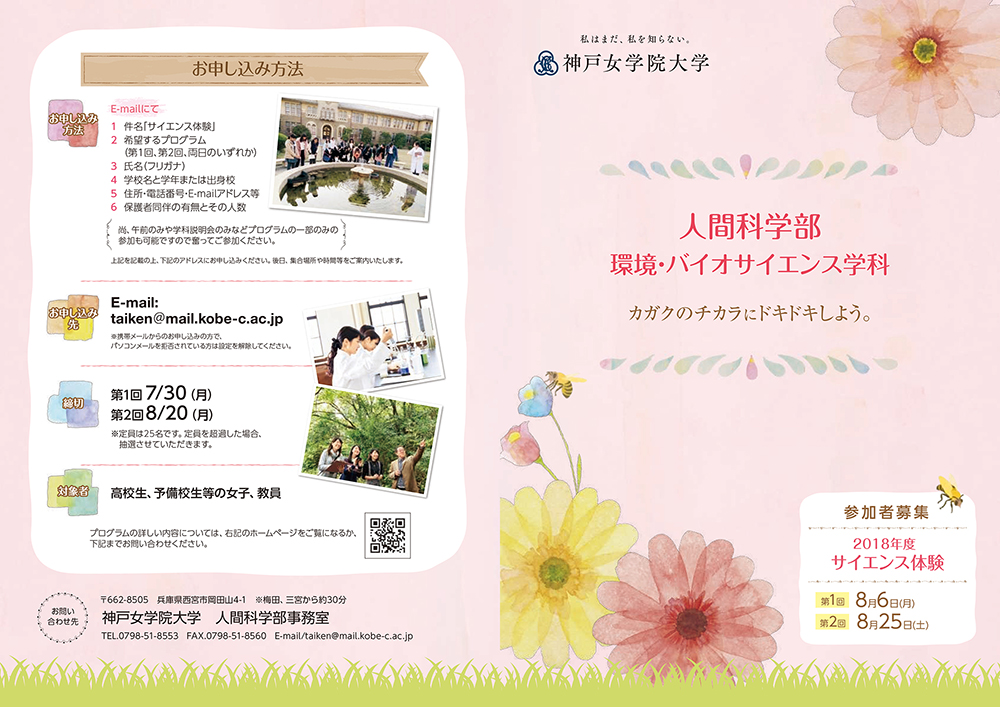 お申し込み方法
お申し込み
方法
E-mailにて
1 件名「サイエンス体験」
2 希望するプログラム
(第1回、第2回、両日のいずれか)
3 氏名(フリガナ)
4 学校名と学年または出身校
5 住所・電話番号・E-mailアドレス等
6 保護者同伴の有無とその人数
尚、午前のみや学科説明会のみなどプログラムの一部のみの
参加も可能ですので奮ってご参加ください。
上記を記載の上、下記のアドレスにお申し込みください。後日、集合場所や時間等をご案内いたします。
お申し込み
先
E-mail:
taiken@mail.kobe-c.ac.jp
※携帯メールからのお申し込みの方で、
パソコンメールを拒否されている方は設定を解除してください。
締切
第1回 7/30(月)
第2回 8/20(月)
※定員は25名です。定員を超過した場合、
抽選させていただきます。
対象者
高校生、予備校生等の女子、教員
プログラムの詳しい内容については、右記のホームページをご覧になるか、
下記までお問い合わせください。
お問い
合わせ先
〒662-8505 兵庫県西宮市岡田山4-1 ※梅田、三宮から約30分
神戸女学院大学 人間科学部事務室
TEL.0798-51-8553 FAX.0798-51-8560 E-mail/taiken@mail.kobe-c.ac.jp
私はまだ、私を知らない。
神戸女学院大学
人間科学部
環境・バイオサイエンス学科
カガクのチカラにドキドキしよう。
参加者募集
2018年度
サイエンス体験
第1回 8月6日(月)
第2回 8月25日(土)